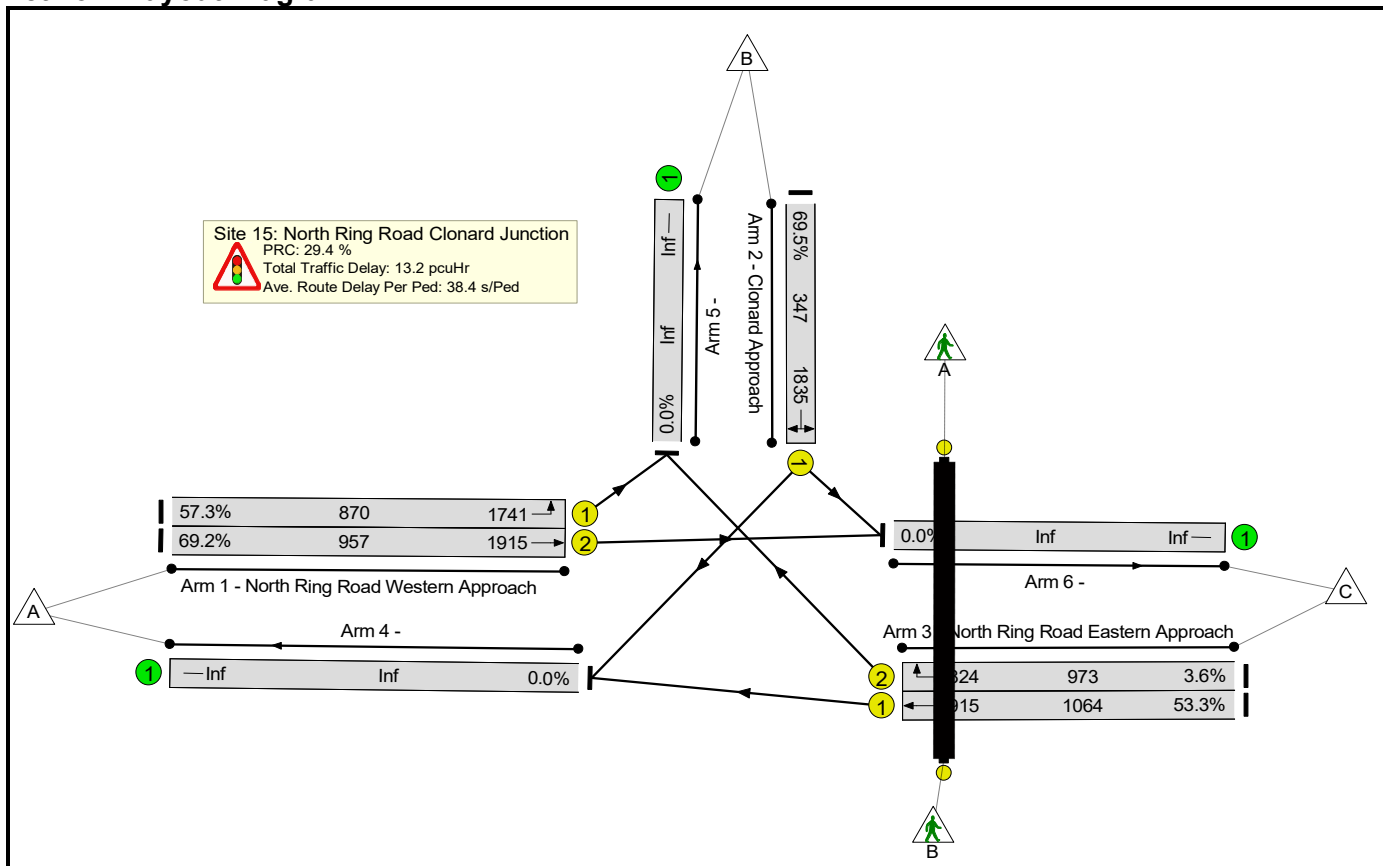 B
Site 15: North Ring Road Clonard Junction
PRC: 29.4 %
Total Traffic Delay: 13.2 pcuHr
Ave. Route Delay Per Ped: 38.4 s/Ped
1
Inf
Inf
0.0%
Arm 5 -
Arm 2 - Clonard Approach
69.5%
347
1835
1
A
57.3% 870 1741 1
69.2% 957 1915 2
Arm 1 - North Ring Road Western Approach
A
0.0% Inf Inf 1
Arm 6 -
C
Arm 4 -
1 Inf Inf 0.0%
Arm 3 North Ring Road Eastern Approach
2 824 973 3.6%
1 915 1064 53.3%
B